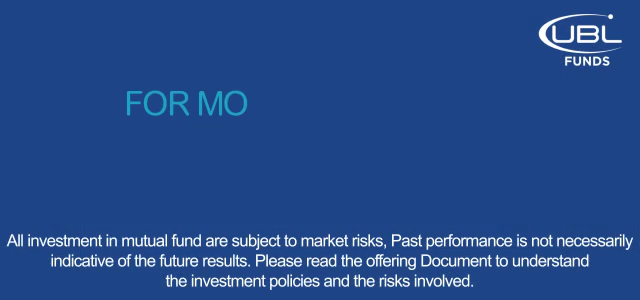 UBL
FUNDS
FOR MO
All investment in mutual fund are subject to market risks, Past performance is not necessarily
indicative of the future results. Please read the offering Document to understand
the investment policies and the risks involved.